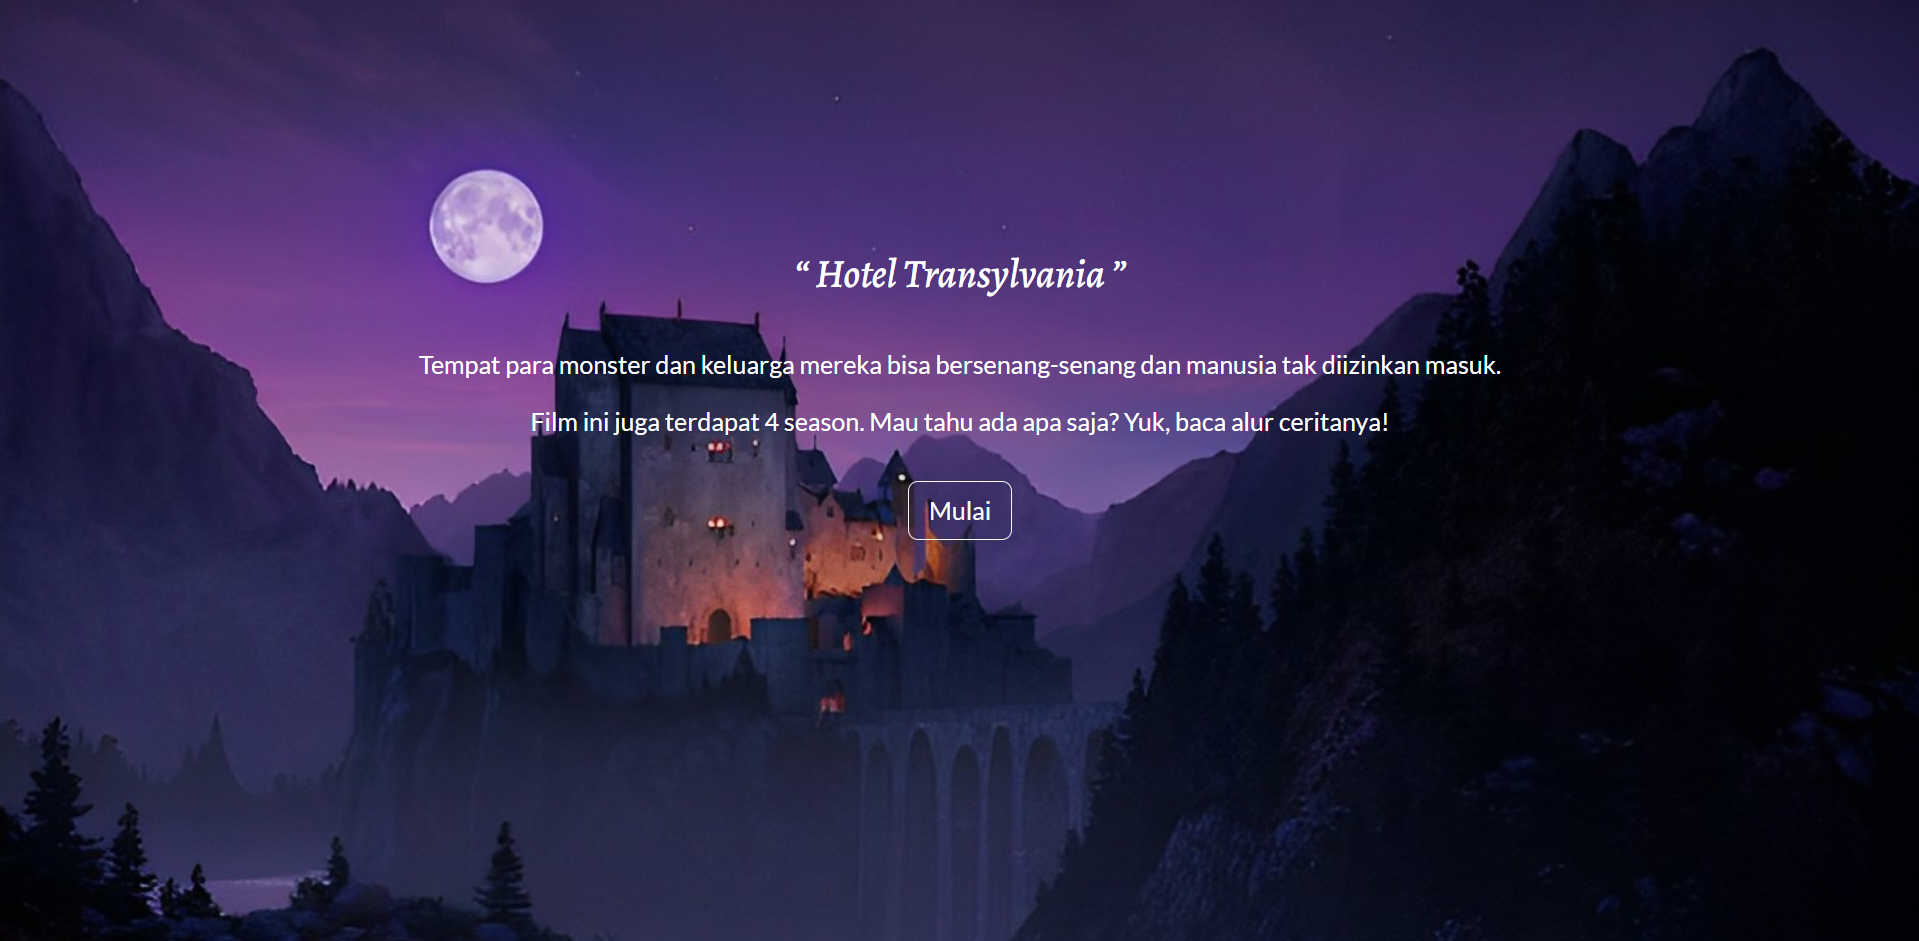 “ Hotel Transylvania ”
Tempat para monster dan keluarga mereka bisa bersenang-senang dan manusia tak diizinkan masuk.
Film ini juga terdapat 4 season. Mau tahu ada apa saja? Yuk, baca alur ceritanya!
Mulai